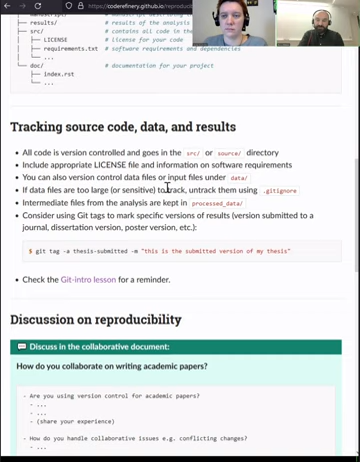 https://coderefinery.github.io/reproduci
├── results/ # results of the analysis
├── src/ # contains all code in the
│ ├── LICENSE # license for your code
│ ├── requirements.txt # software requirements and dependencies
│ └── ...
└── doc/ # documentation for your project
├── index.rst
└── ...
Tracking source code, data, and results
• All code is version controlled and goes in the src/ or source/ directory
• Include appropriate LICENSE file and information on software requirements
• You can also version control data files or input files under data/
• If data files are too large (or sensitive) to track, untrack them using .gitignore
• Intermediate files from the analysis are kept in processed_data/
• Consider using Git tags to mark specific versions of results (version submitted to a
journal, dissertation version, poster version, etc.):
$ git tag -a thesis-submitted -m "this is the submitted version of my thesis"
• Check the Git-intro lesson for a reminder.
Discussion on reproducibility
Discuss in the collaborative document:
How do you collaborate on writing academic papers?
- Are you using version control for academic papers?
- ...
- ...
- (share your experience)
- How do you handle collaborative issues e.g. conflicting changes?
- ...